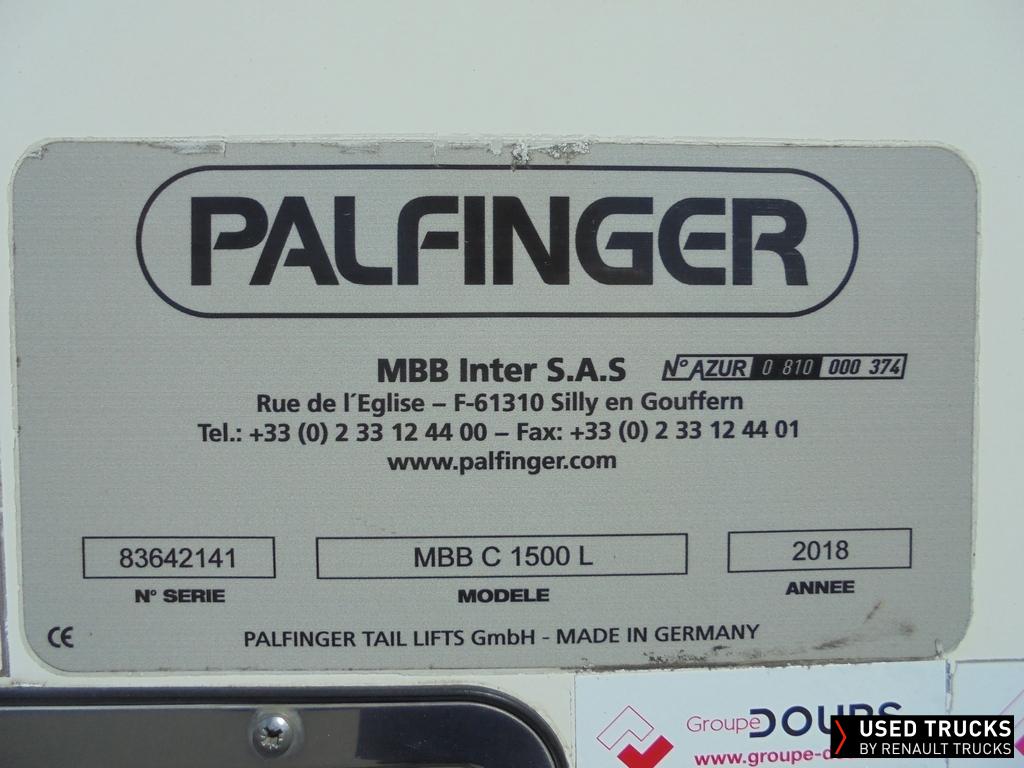 PALFINGER
MBB Inter S.A.S N° AZUR 0 810 000 374
Rue de l´Eglise – F-61310 Silly en Gouffern
Tel.: +33 (0) 2 33 12 44 00 – Fax: +33 (0) 2 33 12 44 01
www.palfinger.com
83642141 MBB C 1500 L 2018
N° SERIE MODELE ANNEE
CE PALFINGER TAIL LIFTS GmbH - MADE IN GERMANY
Groupe
USED TRUCKS
BY RENAULT TRUCKS